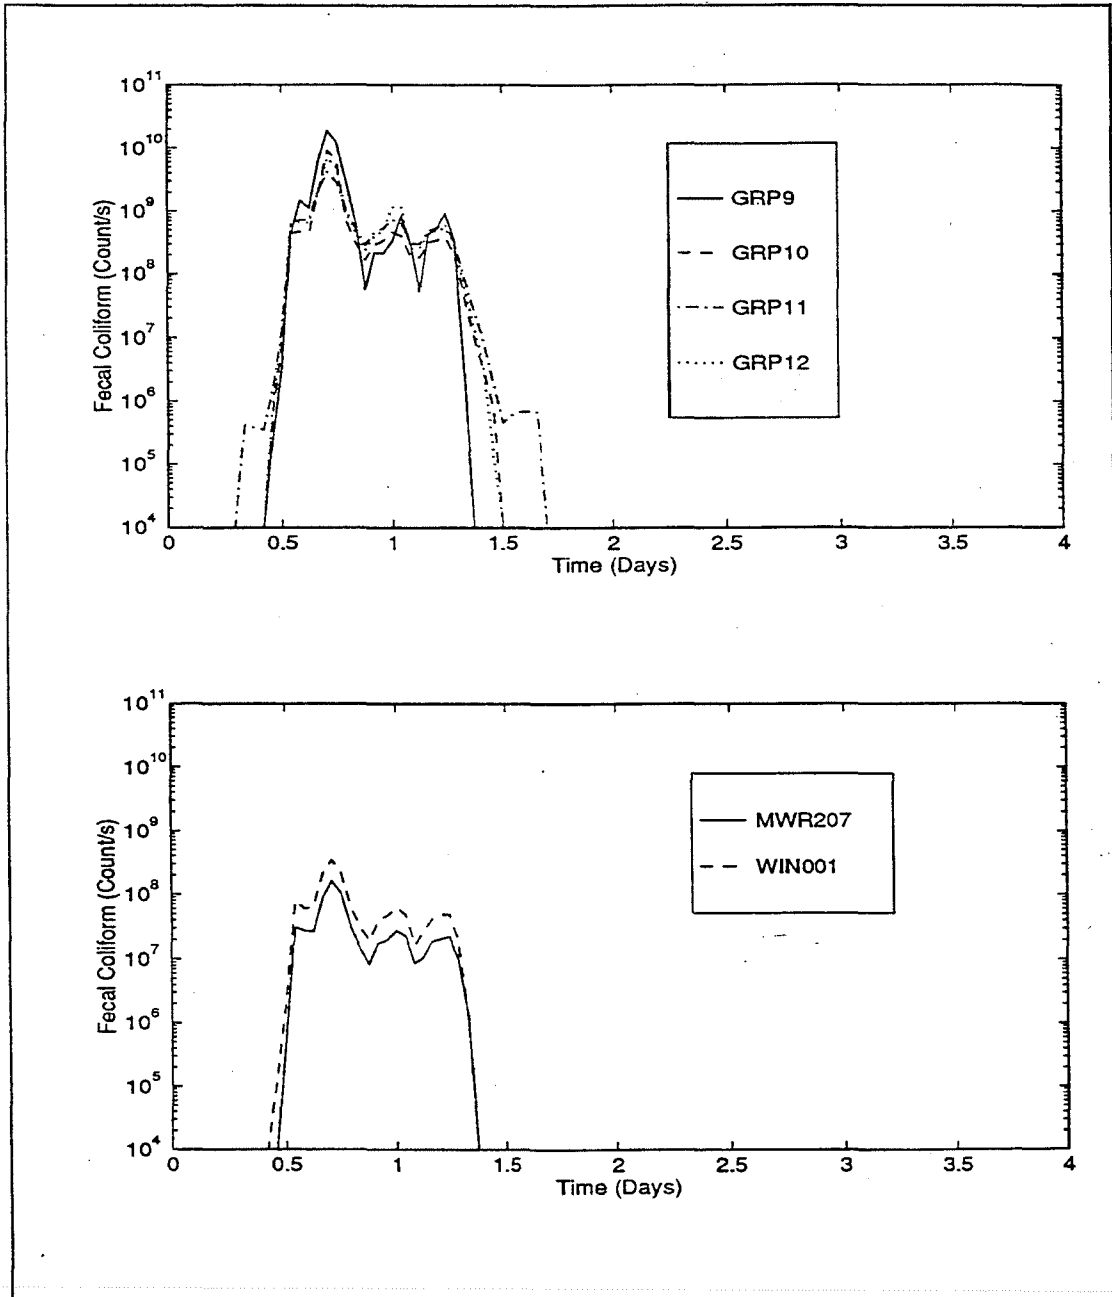 10^11
10^10
10^9
10^8
10^7
10^6
10^5
10^4
Fecal Coliform (Count/s)
0 0.5 1 1.5 2 2.5 3 3.5 4
Time (Days)
GRP9
GRP10
GRP11
GRP12
10^11
10^10
10^9
10^8
10^7
10^6
10^5
10^4
Fecal Coliform (Count/s)
0 0.5 1 1.5 2 2.5 3 3.5 4
Time (Days)
MWR207
WIN001